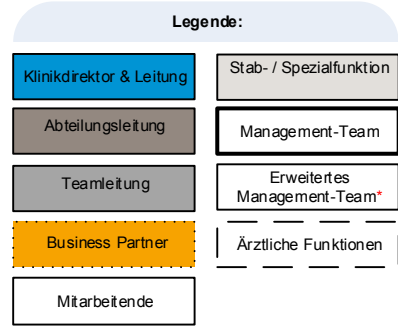 Legende:
Klinikdirektor & Leitung
Stab- / Spezialfunktion
Abteilungsleitung
Management-Team
Teamleitung
Erweitertes
Management-Team*
Business Partner
Ärztliche Funktionen
Mitarbeitende